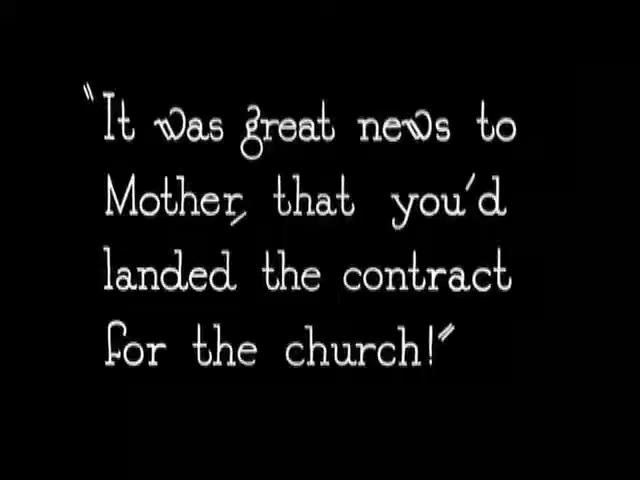 "It was great news to
Mother, that you'd
landed the contract
for the church!"